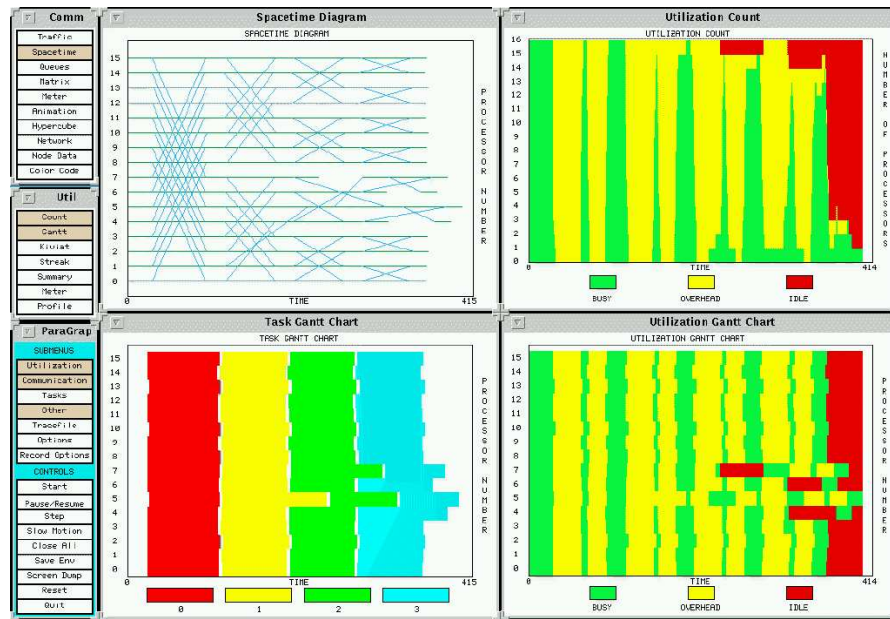 Comm
Traffic
Spacetime
Queues
Matrix
Meter
Animation
Hypercube
Network
Node Data
Color Code
Util
Count
Gantt
Kiviat
Streak
Summary
Meter
Profile
ParaGrap
SUBMENUS
Utilization
Communication
Tasks
Other
Tracefile
Options
Record Options
CONTROLS
Start
Pause/Resume
Step
Slow Motion
Close All
Save Env
Screen Dump
Reset
Quit
Spacetime Diagram
SPACETIME DIAGRAM
15
14
13
12
11
10
9
8
7
6
5
4
3
2
1
0
PROCESSOR NUMBER
0 TIME 415
Utilization Count
UTILIZATION COUNT
16
15
14
13
12
11
10
9
8
7
6
5
4
3
2
1
0
NUMBER O PROCESSORS
0 TIME 414
BUSY OVERHEAD IDLE
Task Gantt Chart
TASK GANTT CHART
15
14
13
12
11
10
9
8
7
6
5
4
3
2
1
0
PROCESSOR NUMBER
0 TIME 415
0 1 2 3
Utilization Gantt Chart
UTILIZATION GANTT CHART
15
14
13
12
11
10
9
8
7
6
5
4
3
2
1
0
PROCESSOR NUMBER
0 TIME 414
BUSY OVERHEAD IDLE